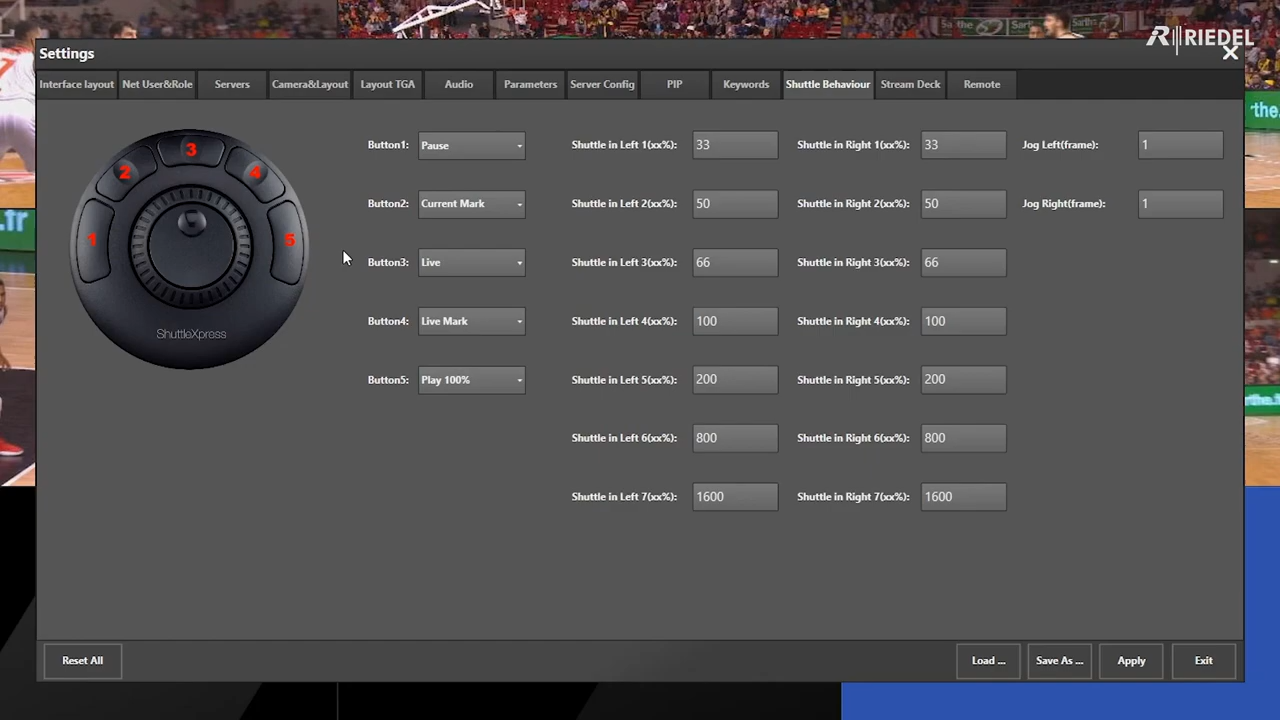 Sarthe
Sarthe
RIEDEL
Settings
Interface layout Net User&Role Servers Camera&Layout Layout TGA Audio Parameters Server Config PIP Keywords Shuttle Behaviour Stream Deck Remote
1 2 3 4 5
ShuttleXpress
Button1: Pause Shuttle in Left 1(xx%): 33 Shuttle in Right 1(xx%): 33 Jog Left(frame): 1
Button2: Current Mark Shuttle in Left 2(xx%): 50 Shuttle in Right 2(xx%): 50 Jog Right(frame): 1
Button3: Live Shuttle in Left 3(xx%): 66 Shuttle in Right 3(xx%): 66
Button4: Live Mark Shuttle in Left 4(xx%): 100 Shuttle in Right 4(xx%): 100
Button5: Play 100% Shuttle in Left 5(xx%): 200 Shuttle in Right 5(xx%): 200
Shuttle in Left 6(xx%): 800 Shuttle in Right 6(xx%): 800
Shuttle in Left 7(xx%): 1600 Shuttle in Right 7(xx%): 1600
.fr
Reset All Load ... Save As ... Apply Exit